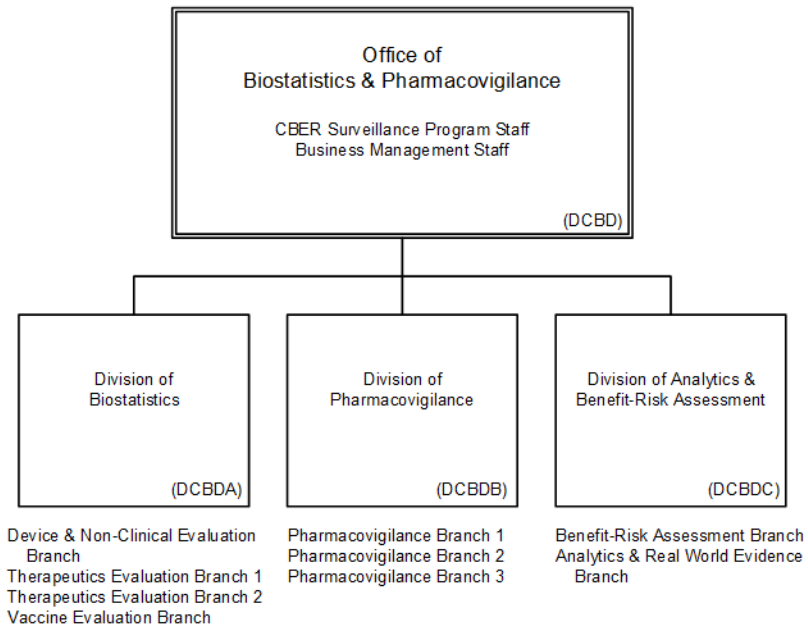 Office of
Biostatistics & Pharmacovigilance
CBER Surveillance Program Staff
Business Management Staff
(DCBD)
Division of
Biostatistics
(DCBDA)
Device & Non-Clinical Evaluation
Branch
Therapeutics Evaluation Branch 1
Therapeutics Evaluation Branch 2
Vaccine Evaluation Branch
Division of
Pharmacovigilance
(DCBDB)
Pharmacovigilance Branch 1
Pharmacovigilance Branch 2
Pharmacovigilance Branch 3
Division of Analytics &
Benefit-Risk Assessment
(DCBDC)
Benefit-Risk Assessment Branch
Analytics & Real World Evidence
Branch